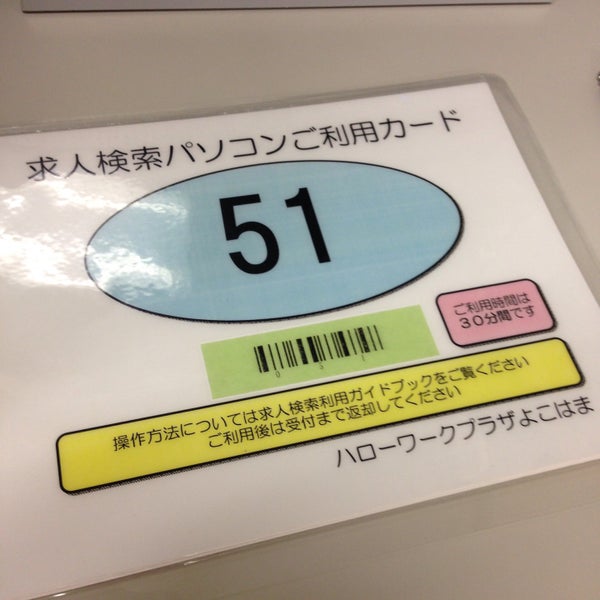 求人検索パソコンご利用カード
51
ご利用時間は
30分間です
051
操作方法については求人検索利用ガイドブックをご覧ください
ご利用後は受付まで返却してください
ハローワークプラザよこはま